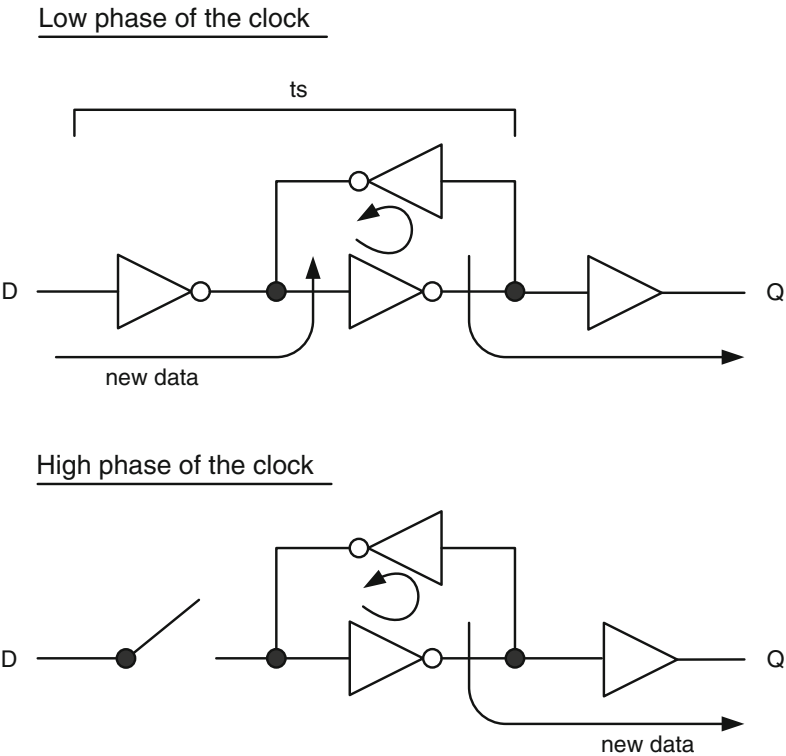 Low phase of the clock
ts
D
Q
new data
High phase of the clock
D
Q
new data